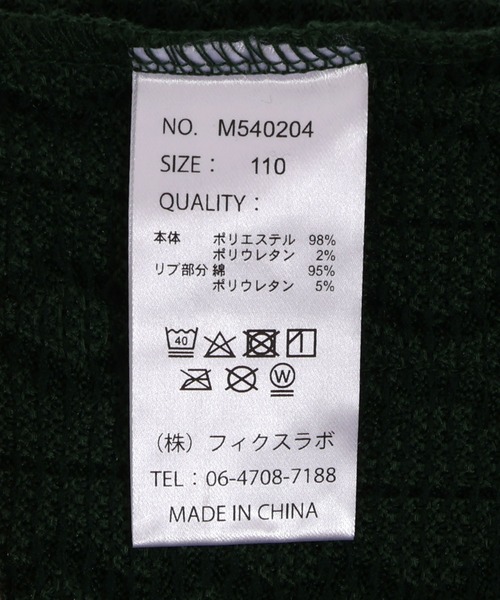 NO. M540204
SIZE : 110
QUALITY :
本体 ポリエステル 98%
ポリウレタン 2%
リブ部分 綿 95%
ポリウレタン 5%
40
W
（株）フィクスラボ
TEL : 06-4708-7188
MADE IN CHINA